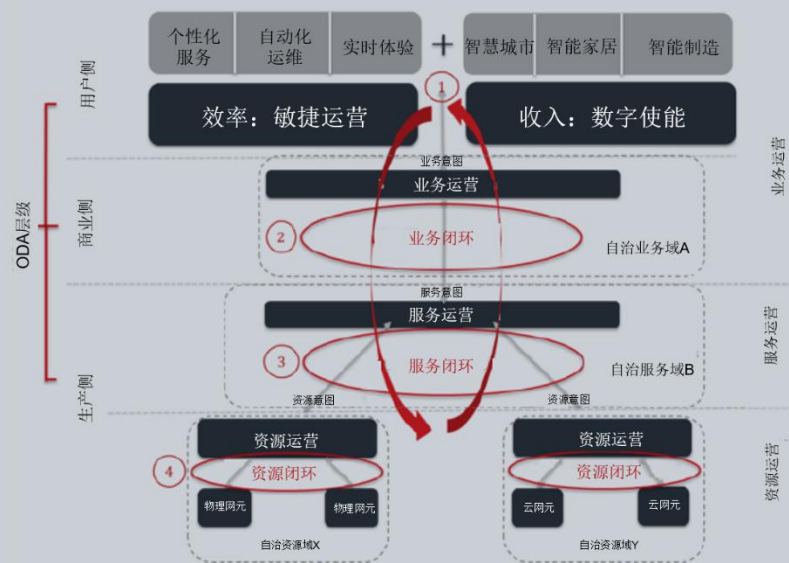 个性化
服务
自动化
运维
实时体验
+
智慧城市
智能家居
智能制造
用户侧
1
效率：敏捷运营
收入：数字使能
业务意图
业务运营
业务运营
ODA层级
商业侧
2
业务闭环
自治业务域A
服务意图
服务运营
服务运营
3
服务闭环
自治服务域B
生产侧
资源意图
资源意图
资源运营
资源运营
资源运营
4
资源闭环
资源闭环
物理网元
物理网元
云网元
云网元
自治资源域X
自治资源域Y